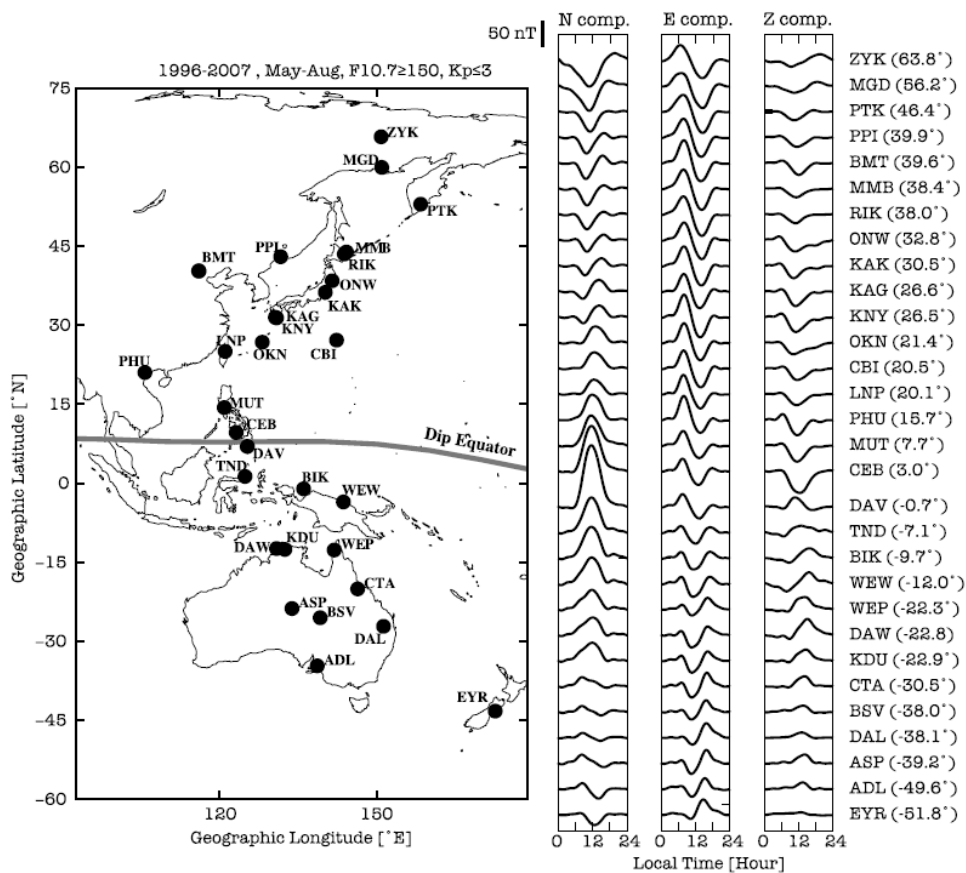 50 nT
N comp. E comp. Z comp.
1996-2007 , May-Aug, F10.7≥150, Kp≤3
75
60
45
30
15
0
−15
−30
−45
−60
Geographic Latitude [˚N]
120 150
Geographic Longitude [˚E]
ZYK
MGD
PTK
BMT
PPI
MMB
RIK
ONW
KAK
KAG
KNY
LNP
OKN
CBI
PHU
MUT
CEB
Dip Equator
DAV
TND
BIK
WEW
DAW
KDU
WEP
CTA
ASP
BSV
DAL
ADL
EYR
ZYK (63.8˚)
MGD (56.2˚)
PTK (46.4˚)
PPI (39.9˚)
BMT (39.6˚)
MMB (38.4˚)
RIK (38.0˚)
ONW (32.8˚)
KAK (30.5˚)
KAG (26.6˚)
KNY (26.5˚)
OKN (21.4˚)
CBI (20.5˚)
LNP (20.1˚)
PHU (15.7˚)
MUT (7.7˚)
CEB (3.0˚)
DAV (-0.7˚)
TND (-7.1˚)
BIK (-9.7˚)
WEW (-12.0˚)
WEP (-22.3˚)
DAW (-22.8)
KDU (-22.9˚)
CTA (-30.5˚)
BSV (-38.0˚)
DAL (-38.1˚)
ASP (-39.2˚)
ADL (-49.6˚)
EYR (-51.8˚)
0 12 24 0 12 24 0 12 24
Local Time [Hour]